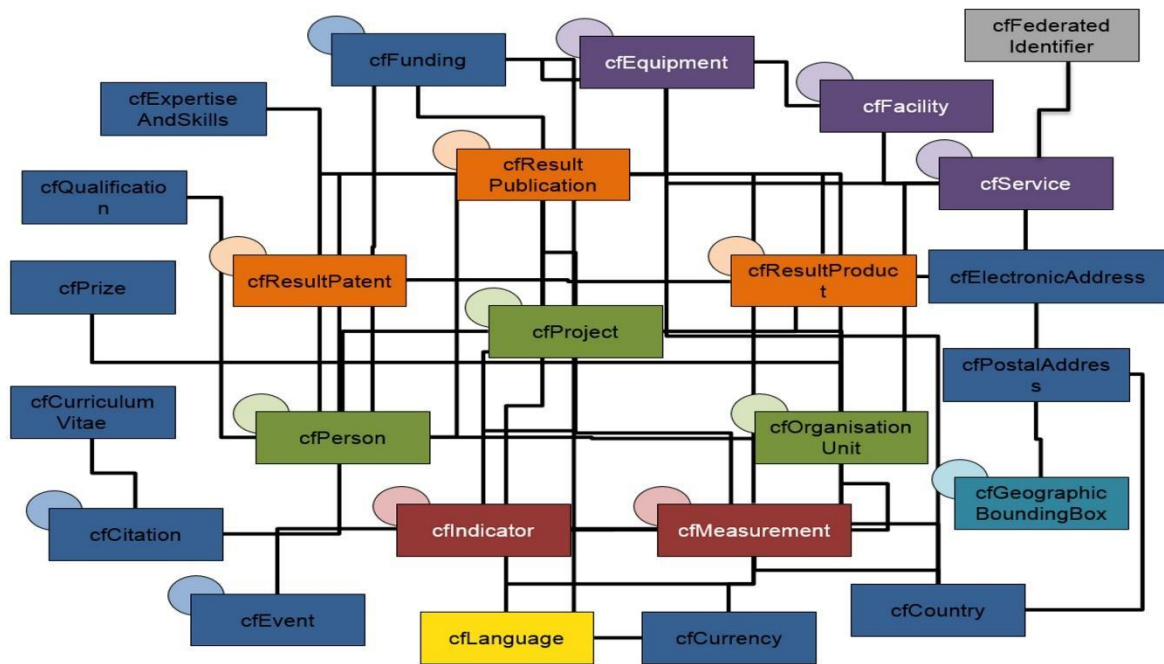 cfFunding
cfEquipment
cfFederated
Identifier
cfExpertise
AndSkills
cfFacility
cfResult
Publication
cfQualificatio
n
cfService
cfPrize
cfResultPatent
cfResultProduc
t
cfElectronicAddress
cfProject
cfPostalAddres
s
cfCurriculum
Vitae
cfPerson
cfOrganisation
Unit
cfGeographic
BoundingBox
cfCitation
cfIndicator
cfMeasurement
cfEvent
cfLanguage
cfCurrency
cfCountry